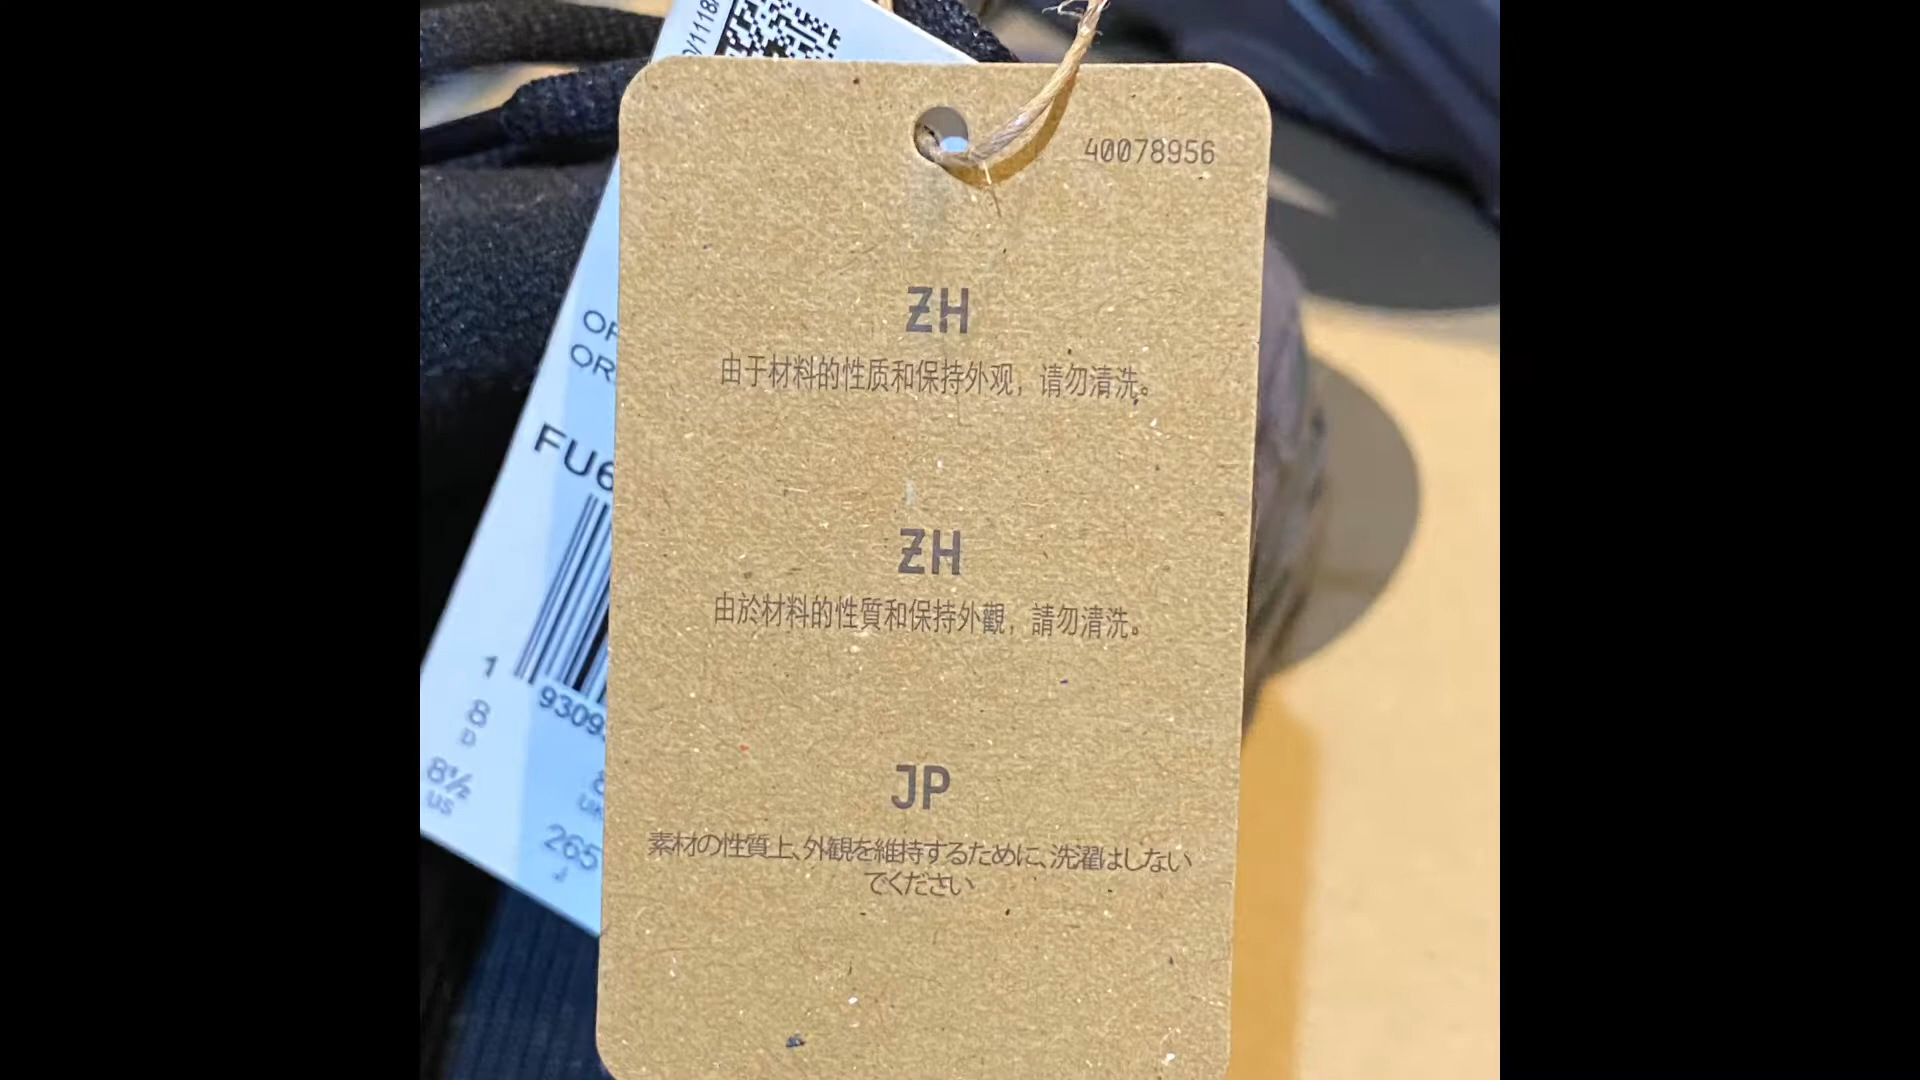 0/1118/
40078956
ZH
由于材料的性质和保持外观，请勿清洗。
ZH
由於材料的性質和保持外觀，請勿清洗。
JP
素材の性質上、外観を維持するために、洗濯はしない
でください
FU6
9309
1
8
D
8½
US
265
J